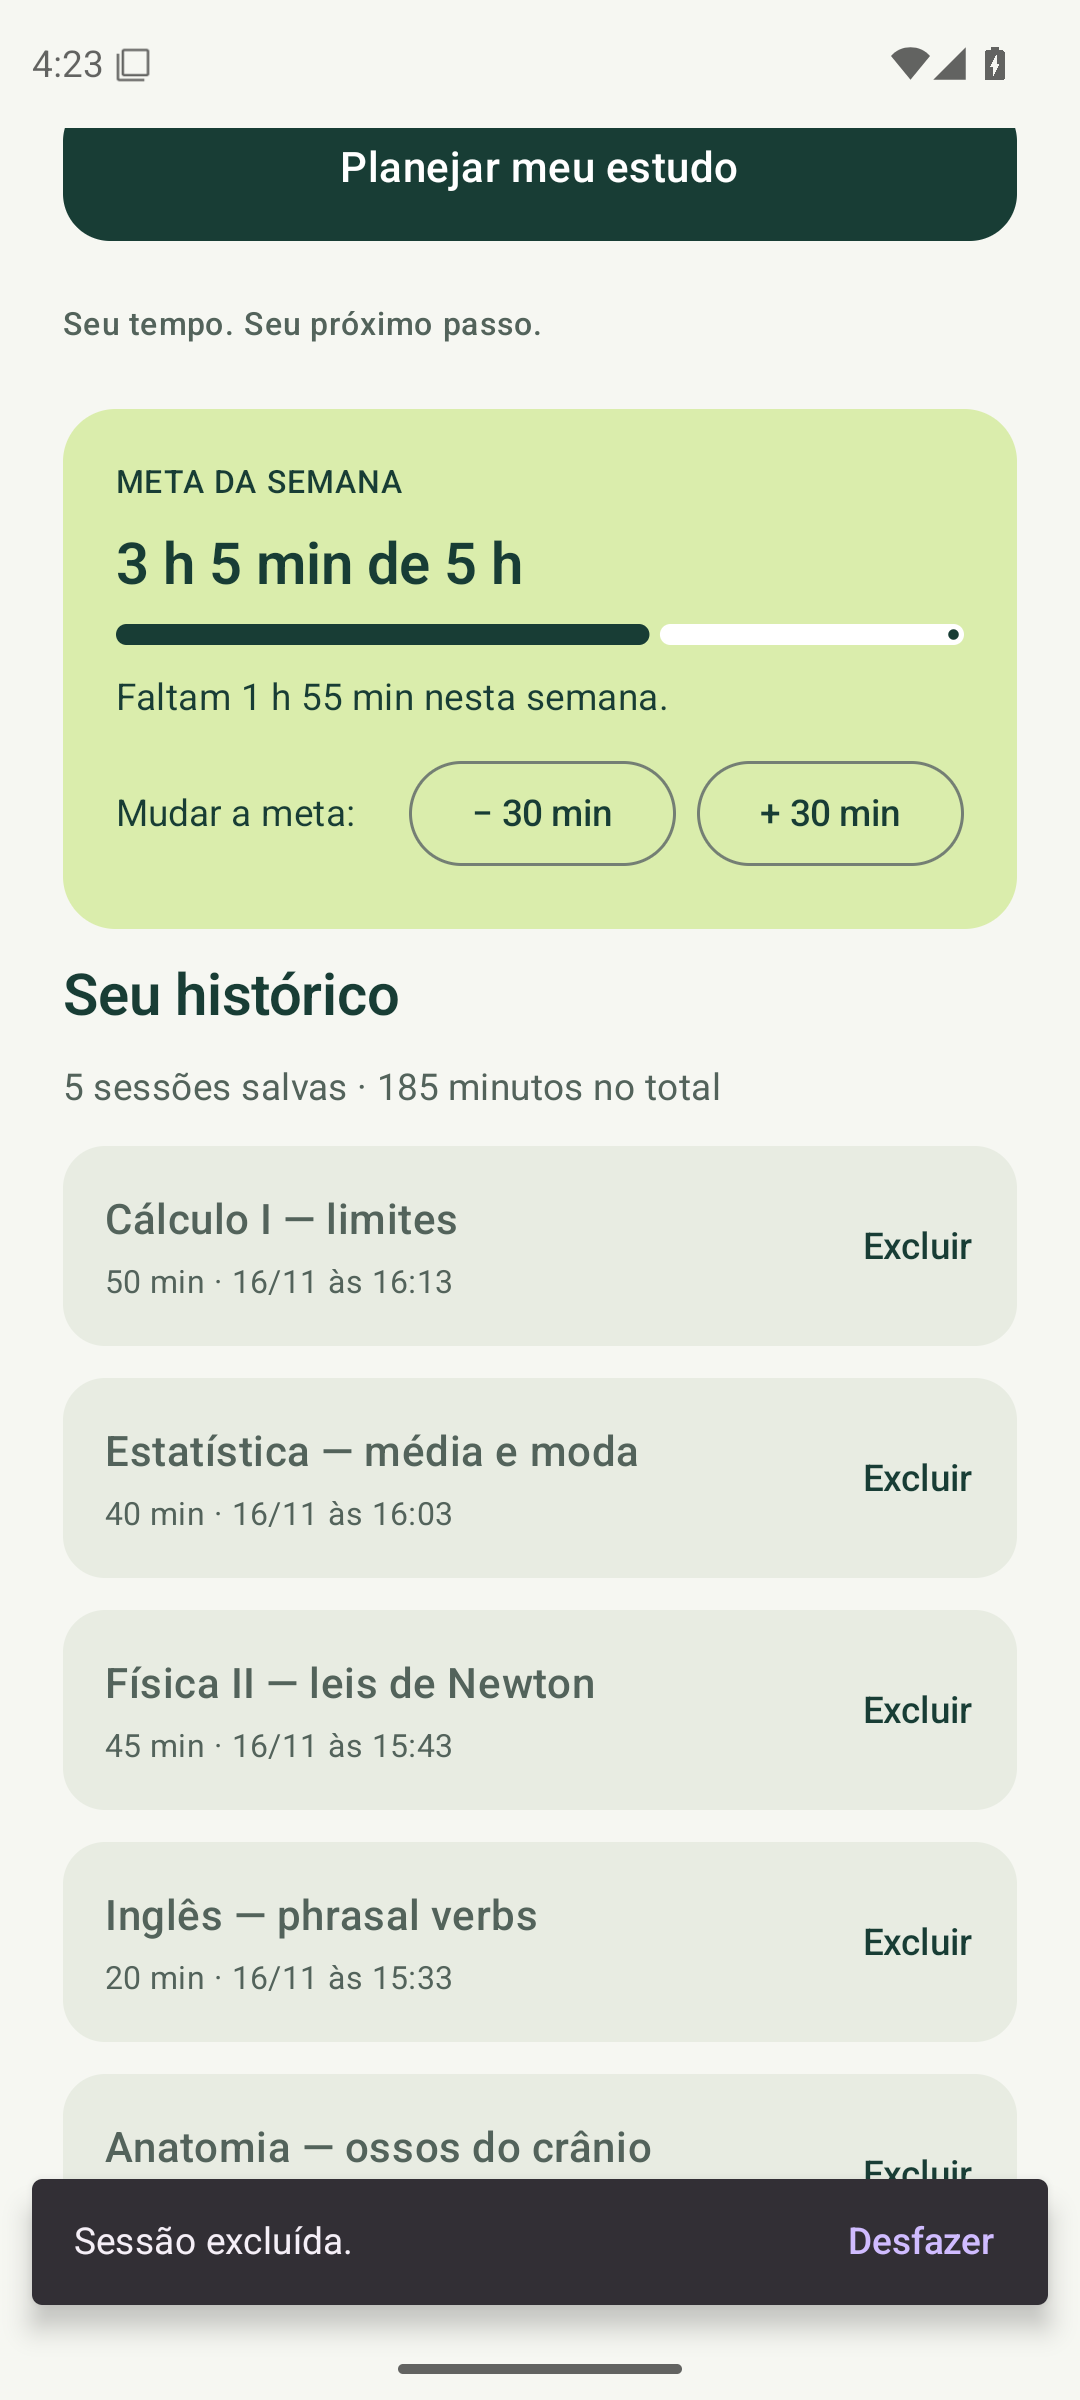 4:23
Planejar meu estudo
Seu tempo. Seu próximo passo.
META DA SEMANA
3 h 5 min de 5 h
Faltam 1 h 55 min nesta semana.
Mudar a meta:
− 30 min
+ 30 min
Seu histórico
5 sessões salvas · 185 minutos no total
Cálculo I — limites
50 min · 16/11 às 16:13
Excluir
Estatística — média e moda
40 min · 16/11 às 16:03
Excluir
Física II — leis de Newton
45 min · 16/11 às 15:43
Excluir
Inglês — phrasal verbs
20 min · 16/11 às 15:33
Excluir
Anatomia — ossos do crânio
Excluir
Sessão excluída.
Desfazer